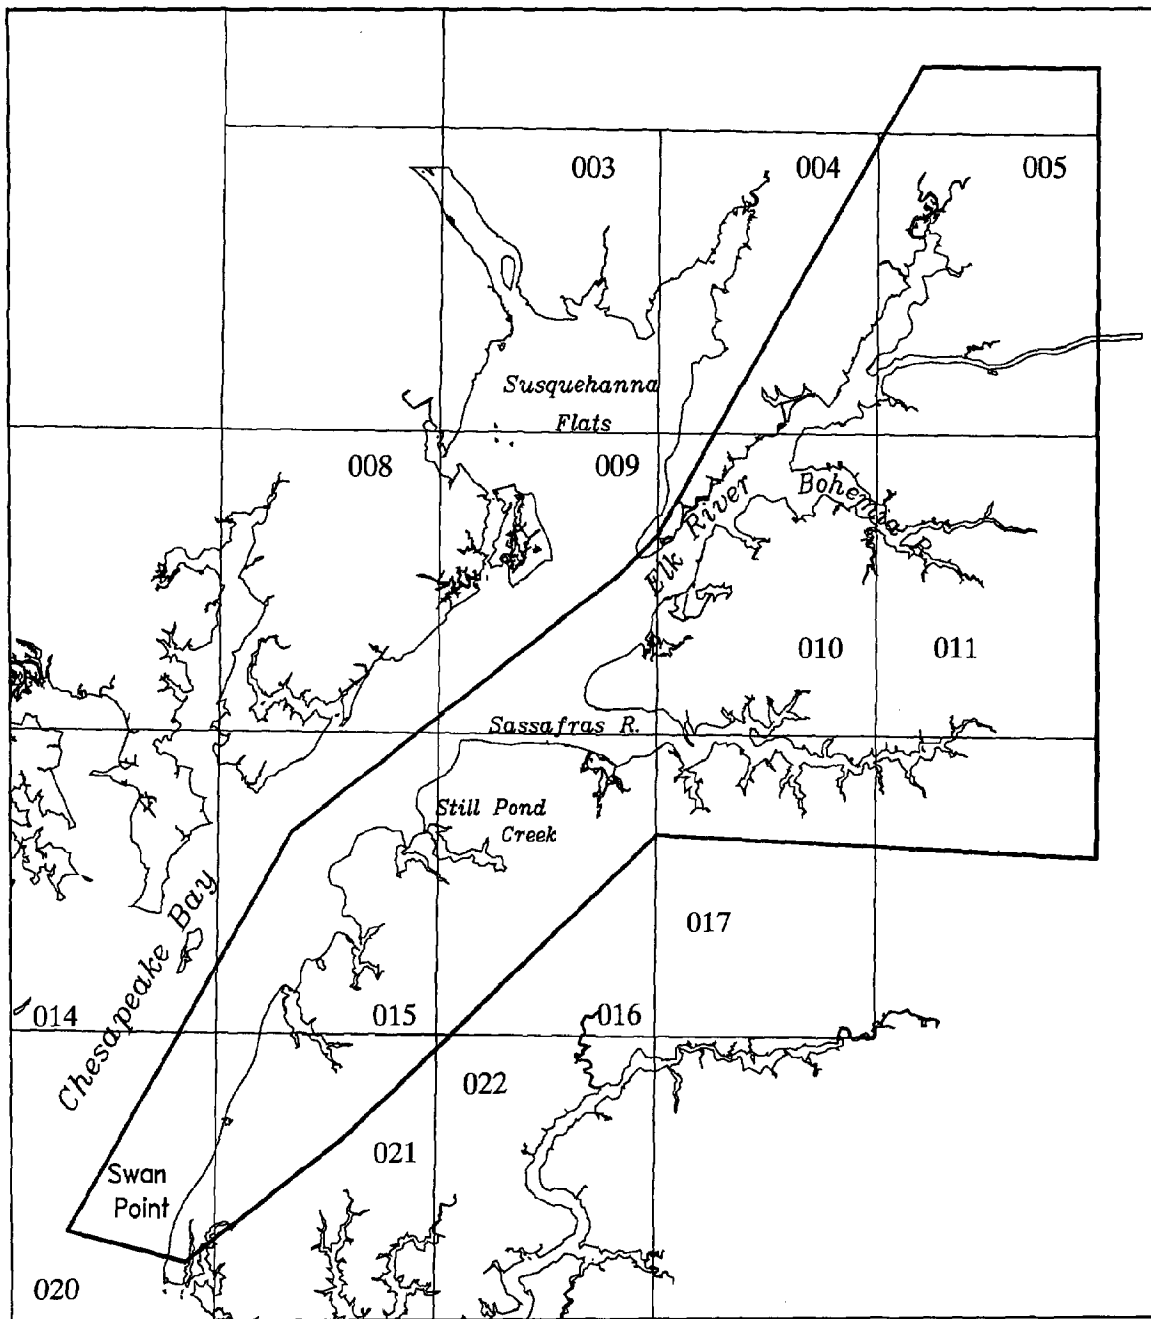 003
004
005
Susquehanna
Flats
008
009
Elk River
Bohemia
010
011
Sassafras R.
Still Pond
Creek
Chesapeake Bay
017
014
015
016
022
021
Swan
Point
020